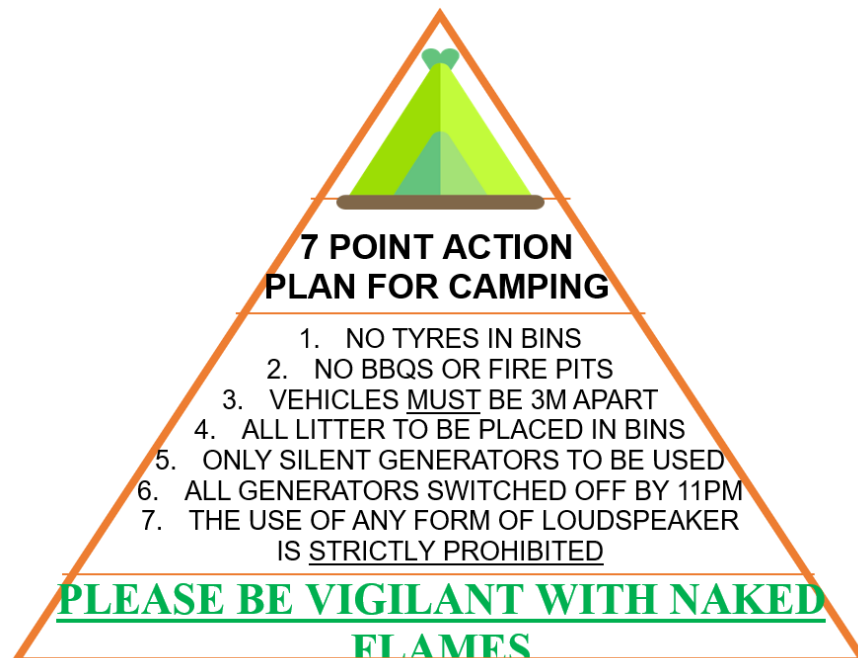 7 POINT ACTION
PLAN FOR CAMPING
1. NO TYRES IN BINS
2. NO BBQS OR FIRE PITS
3. VEHICLES MUST BE 3M APART
4. ALL LITTER TO BE PLACED IN BINS
5. ONLY SILENT GENERATORS TO BE USED
6. ALL GENERATORS SWITCHED OFF BY 11PM
7. THE USE OF ANY FORM OF LOUDSPEAKER
IS STRICTLY PROHIBITED
PLEASE BE VIGILANT WITH NAKED
FLAMES